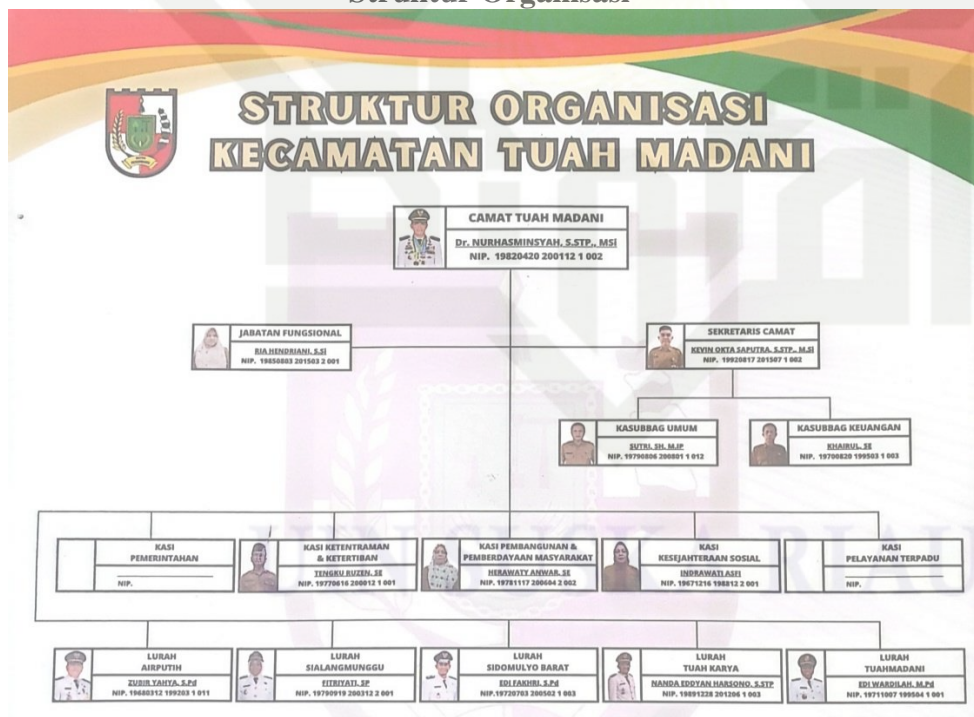 Struktur Organisasi
STRUKTUR ORGANISASI
KECAMATAN TUAH MADANI
CAMAT TUAH MADANI
Dr. NURHASMINSYAH, S.STP., MSi
NIP. 19820420 200112 1 002
JABATAN FUNGSIONAL
RIA HENDRIANI, S.Si
NIP. 19850803 201503 2 001
SEKRETARIS CAMAT
KEVIN OKTA SAPUTRA, S.STP., M.Si
NIP. 19920817 201507 1 002
KASUBBAG UMUM
SUTRI, SH, M.IP
NIP. 19790806 200801 1 012
KASUBBAG KEUANGAN
KHAIRUL, SE
NIP. 19700820 199503 1 003
KASI
PEMERINTAHAN
NIP.
KASI KETENTRAMAN
& KETERTIBAN
TENGKU RUZEN, SE
NIP. 19770616 200012 1 001
KASI PEMBANGUNAN &
PEMBERDAYAAN MASYARAKAT
HERAWATY ANWAR, SE
NIP. 19781117 200604 2 002
KASI
KESEJAHTERAAN SOSIAL
INDRAWATI ASFI
NIP. 19671216 198812 2 001
KASI
PELAYANAN TERPADU
NIP.
LURAH
AIRPUTIH
ZUBIR YAHYA, S.Pd
NIP. 19680312 199203 1 011
LURAH
SIALANGMUNGGU
FITRIYATI, SP
NIP. 19790919 200312 2 001
LURAH
SIDOMULYO BARAT
EDI FAKHRI, S.Pd
NIP.19720703 200502 1 003
LURAH
TUAH KARYA
NANDA EDDYAN HARSONO, S.STP
NIP. 19891228 201206 1 003
LURAH
TUAHMADANI
EDI WARDILAH, M.Pd
NIP. 19711007 199504 1 001
UIN SUSKA RIAU